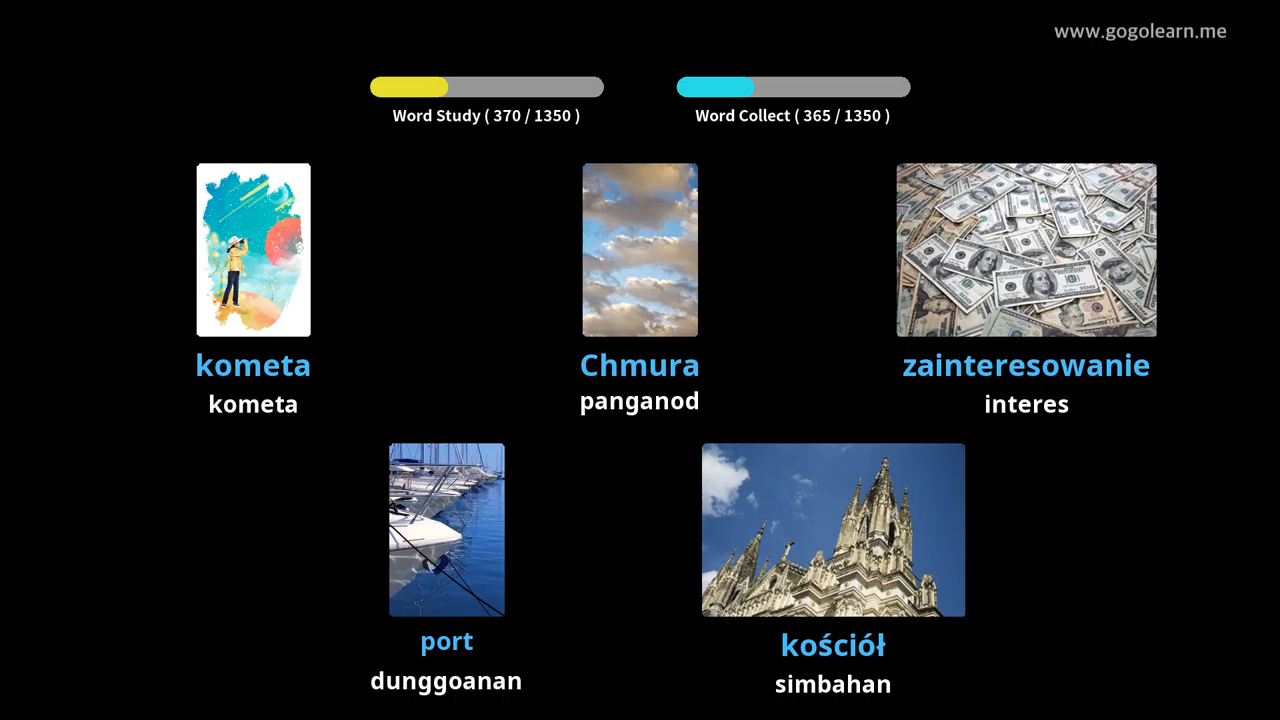 www.gogolearn.me
Word Study ( 370 / 1350 )
Word Collect ( 365 / 1350 )
kometa
kometa
Chmura
panganod
zainteresowanie
interes
port
dunggoanan
kościół
simbahan